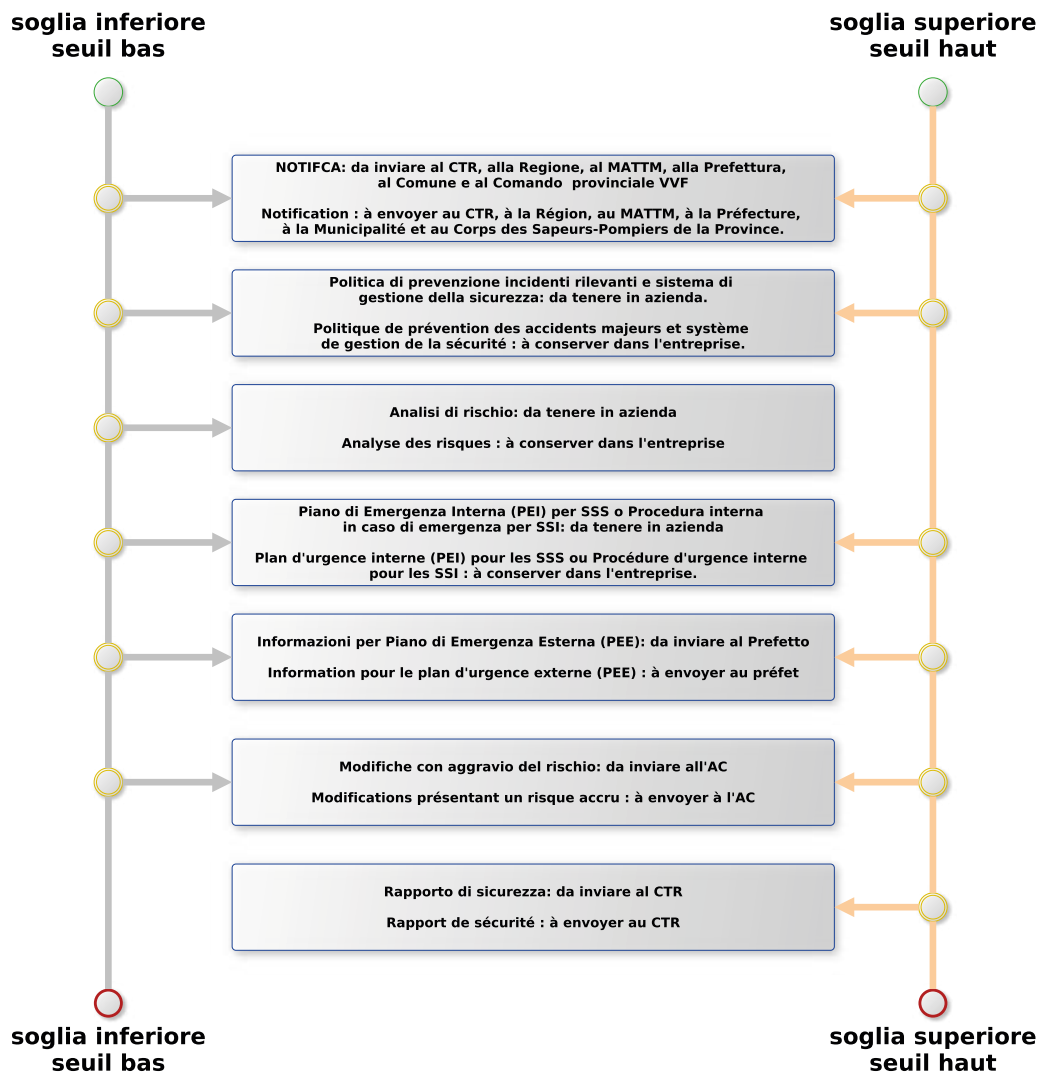 soglia inferiore
seuil bas
soglia superiore
seuil haut
NOTIFCA: da inviare al CTR, alla Regione, al MATTM, alla Prefettura,
al Comune e al Comando  provinciale VVF
Notification : à envoyer au CTR, à la Région, au MATTM, à la Préfecture,
à la Municipalité et au Corps des Sapeurs-Pompiers de la Province.
Politica di prevenzione incidenti rilevanti e sistema di
gestione della sicurezza: da tenere in azienda.
Politique de prévention des accidents majeurs et système
de gestion de la sécurité : à conserver dans l'entreprise.
Analisi di rischio: da tenere in azienda
Analyse des risques : à conserver dans l'entreprise
Piano di Emergenza Interna (PEI) per SSS o Procedura interna
in caso di emergenza per SSI: da tenere in azienda
Plan d'urgence interne (PEI) pour les SSS ou Procédure d'urgence interne
pour les SSI : à conserver dans l'entreprise.
Informazioni per Piano di Emergenza Esterna (PEE): da inviare al Prefetto
Information pour le plan d'urgence externe (PEE) : à envoyer au préfet
Modifiche con aggravio del rischio: da inviare all'AC
Modifications présentant un risque accru : à envoyer à l'AC
Rapporto di sicurezza: da inviare al CTR
Rapport de sécurité : à envoyer au CTR
soglia inferiore
seuil bas
soglia superiore
seuil haut